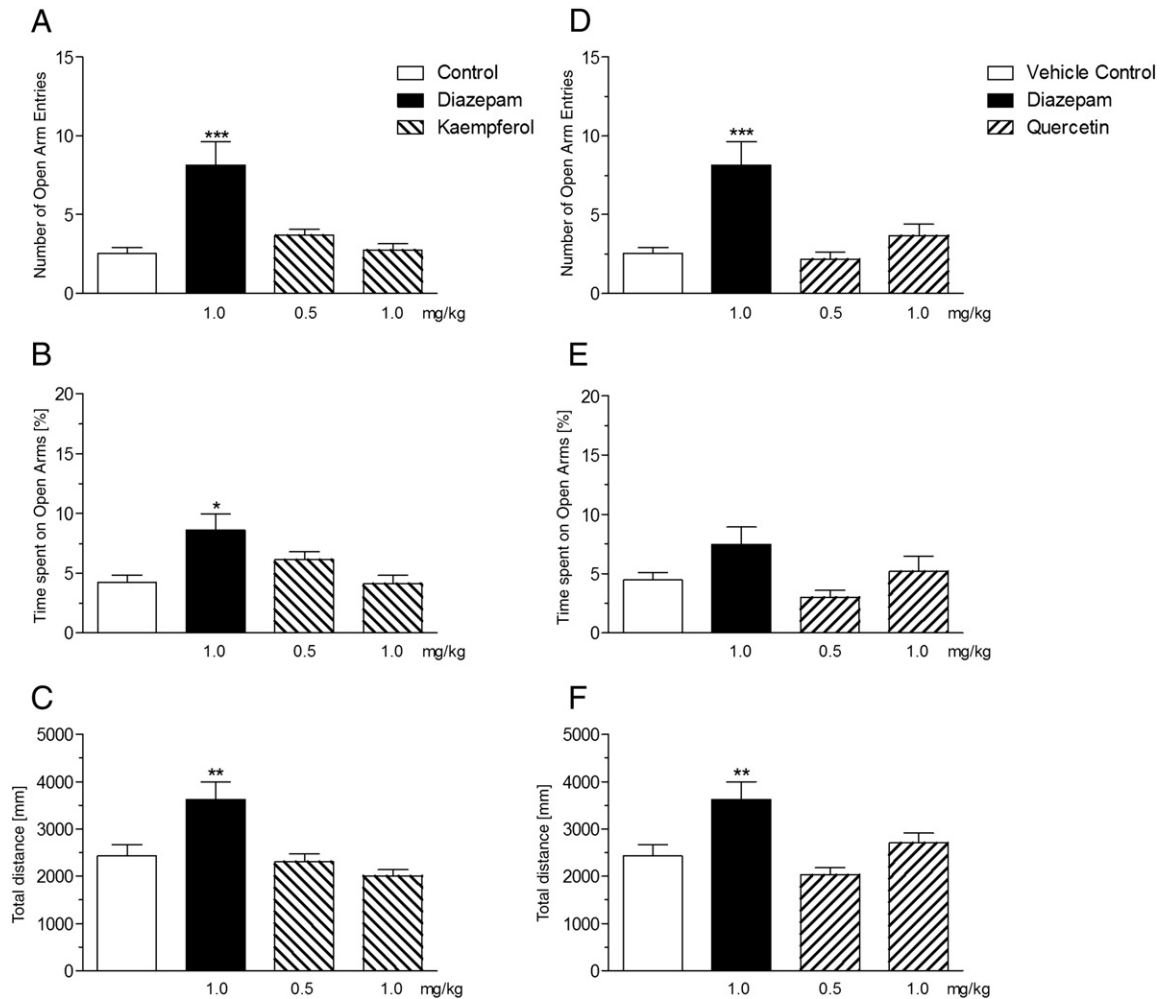 A
Number of Open Arm Entries
15
10
5
0
***
Control
Diazepam
Kaempferol
1.0 0.5 1.0 mg/kg
D
Number of Open Arm Entries
15
10
5
0
***
Vehicle Control
Diazepam
Quercetin
1.0 0.5 1.0 mg/kg
B
Time spent on Open Arms [%]
20
15
10
5
0
*
1.0 0.5 1.0 mg/kg
E
Time spent on Open Arms [%]
20
15
10
5
0
1.0 0.5 1.0 mg/kg
C
Total distance [mm]
5000
4000
3000
2000
1000
0
**
1.0 0.5 1.0 mg/kg
F
Total distance [mm]
5000
4000
3000
2000
1000
0
**
1.0 0.5 1.0 mg/kg